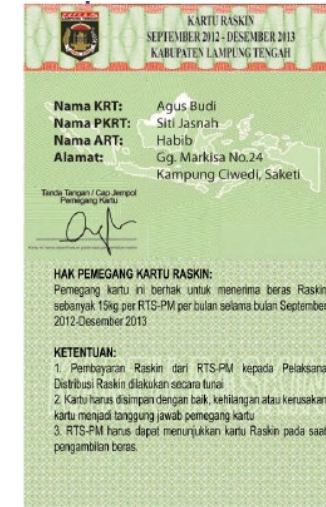 KARTU RASKIN
SEPTEMBER 2012 - DESEMBER 2013
KABUPATEN LAMPUNG TENGAH
Nama KRT: Agus Budi
Nama PKRT: Siti Jasnah
Nama ART: Habib
Alamat: Gg. Markisa No.24
Kampung Ciwedi, Saketi
Tanda Tangan / Cap Jempol
Pemegang Kartu
HAK PEMEGANG KARTU RASKIN:
Pemegang kartu ini berhak untuk menerima beras Raskin
sebanyak 15kg per RTS-PM per bulan selama bulan September
2012-Desember 2013
KETENTUAN:
1. Pembayaran Raskin dari RTS-PM kepada Pelaksana
Distribusi Raskin dilakukan secara tunai
2. Kartu harus disimpan dengan baik, kehilangan atau kerusakan
kartu menjadi tanggung jawab pemegang kartu
3. RTS-PM harus dapat menunjukkan kartu Raskin pada saat
pengambilan beras.